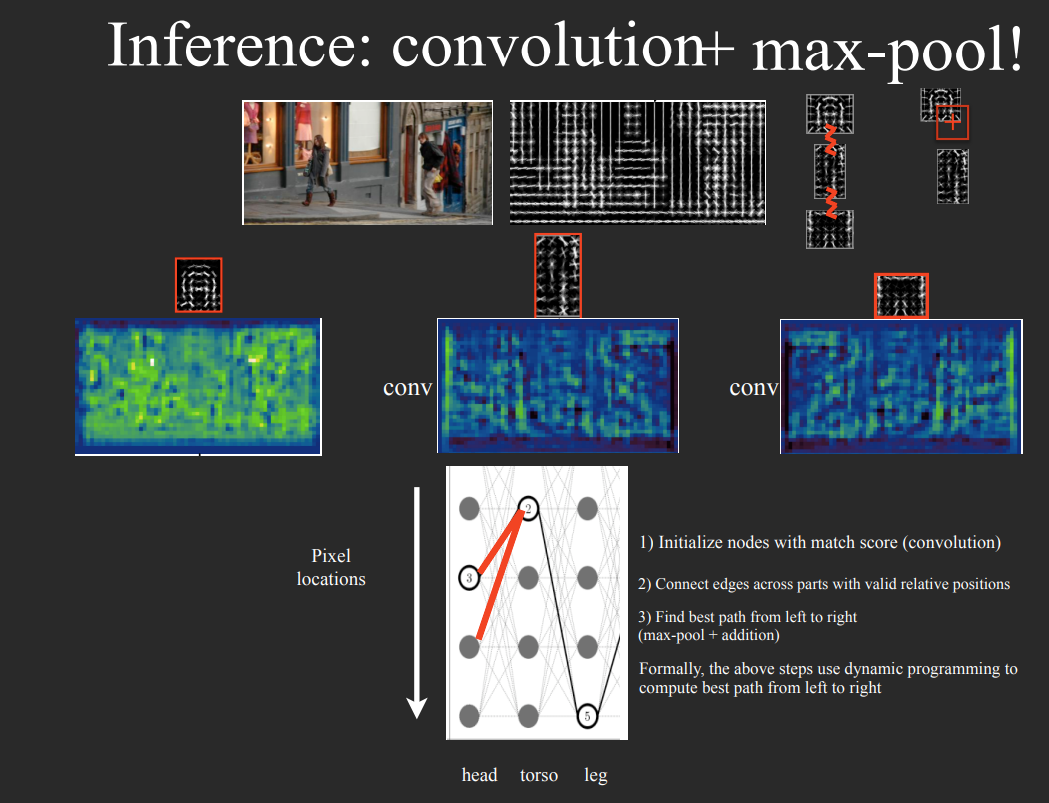 Inference: convolution+ max-pool!
conv
conv
Pixel
locations
2
3
5
1) Initialize nodes with match score (convolution)
2) Connect edges across parts with valid relative positions
3) Find best path from left to right
(max-pool + addition)
Formally, the above steps use dynamic programming to
compute best path from left to right
head torso leg